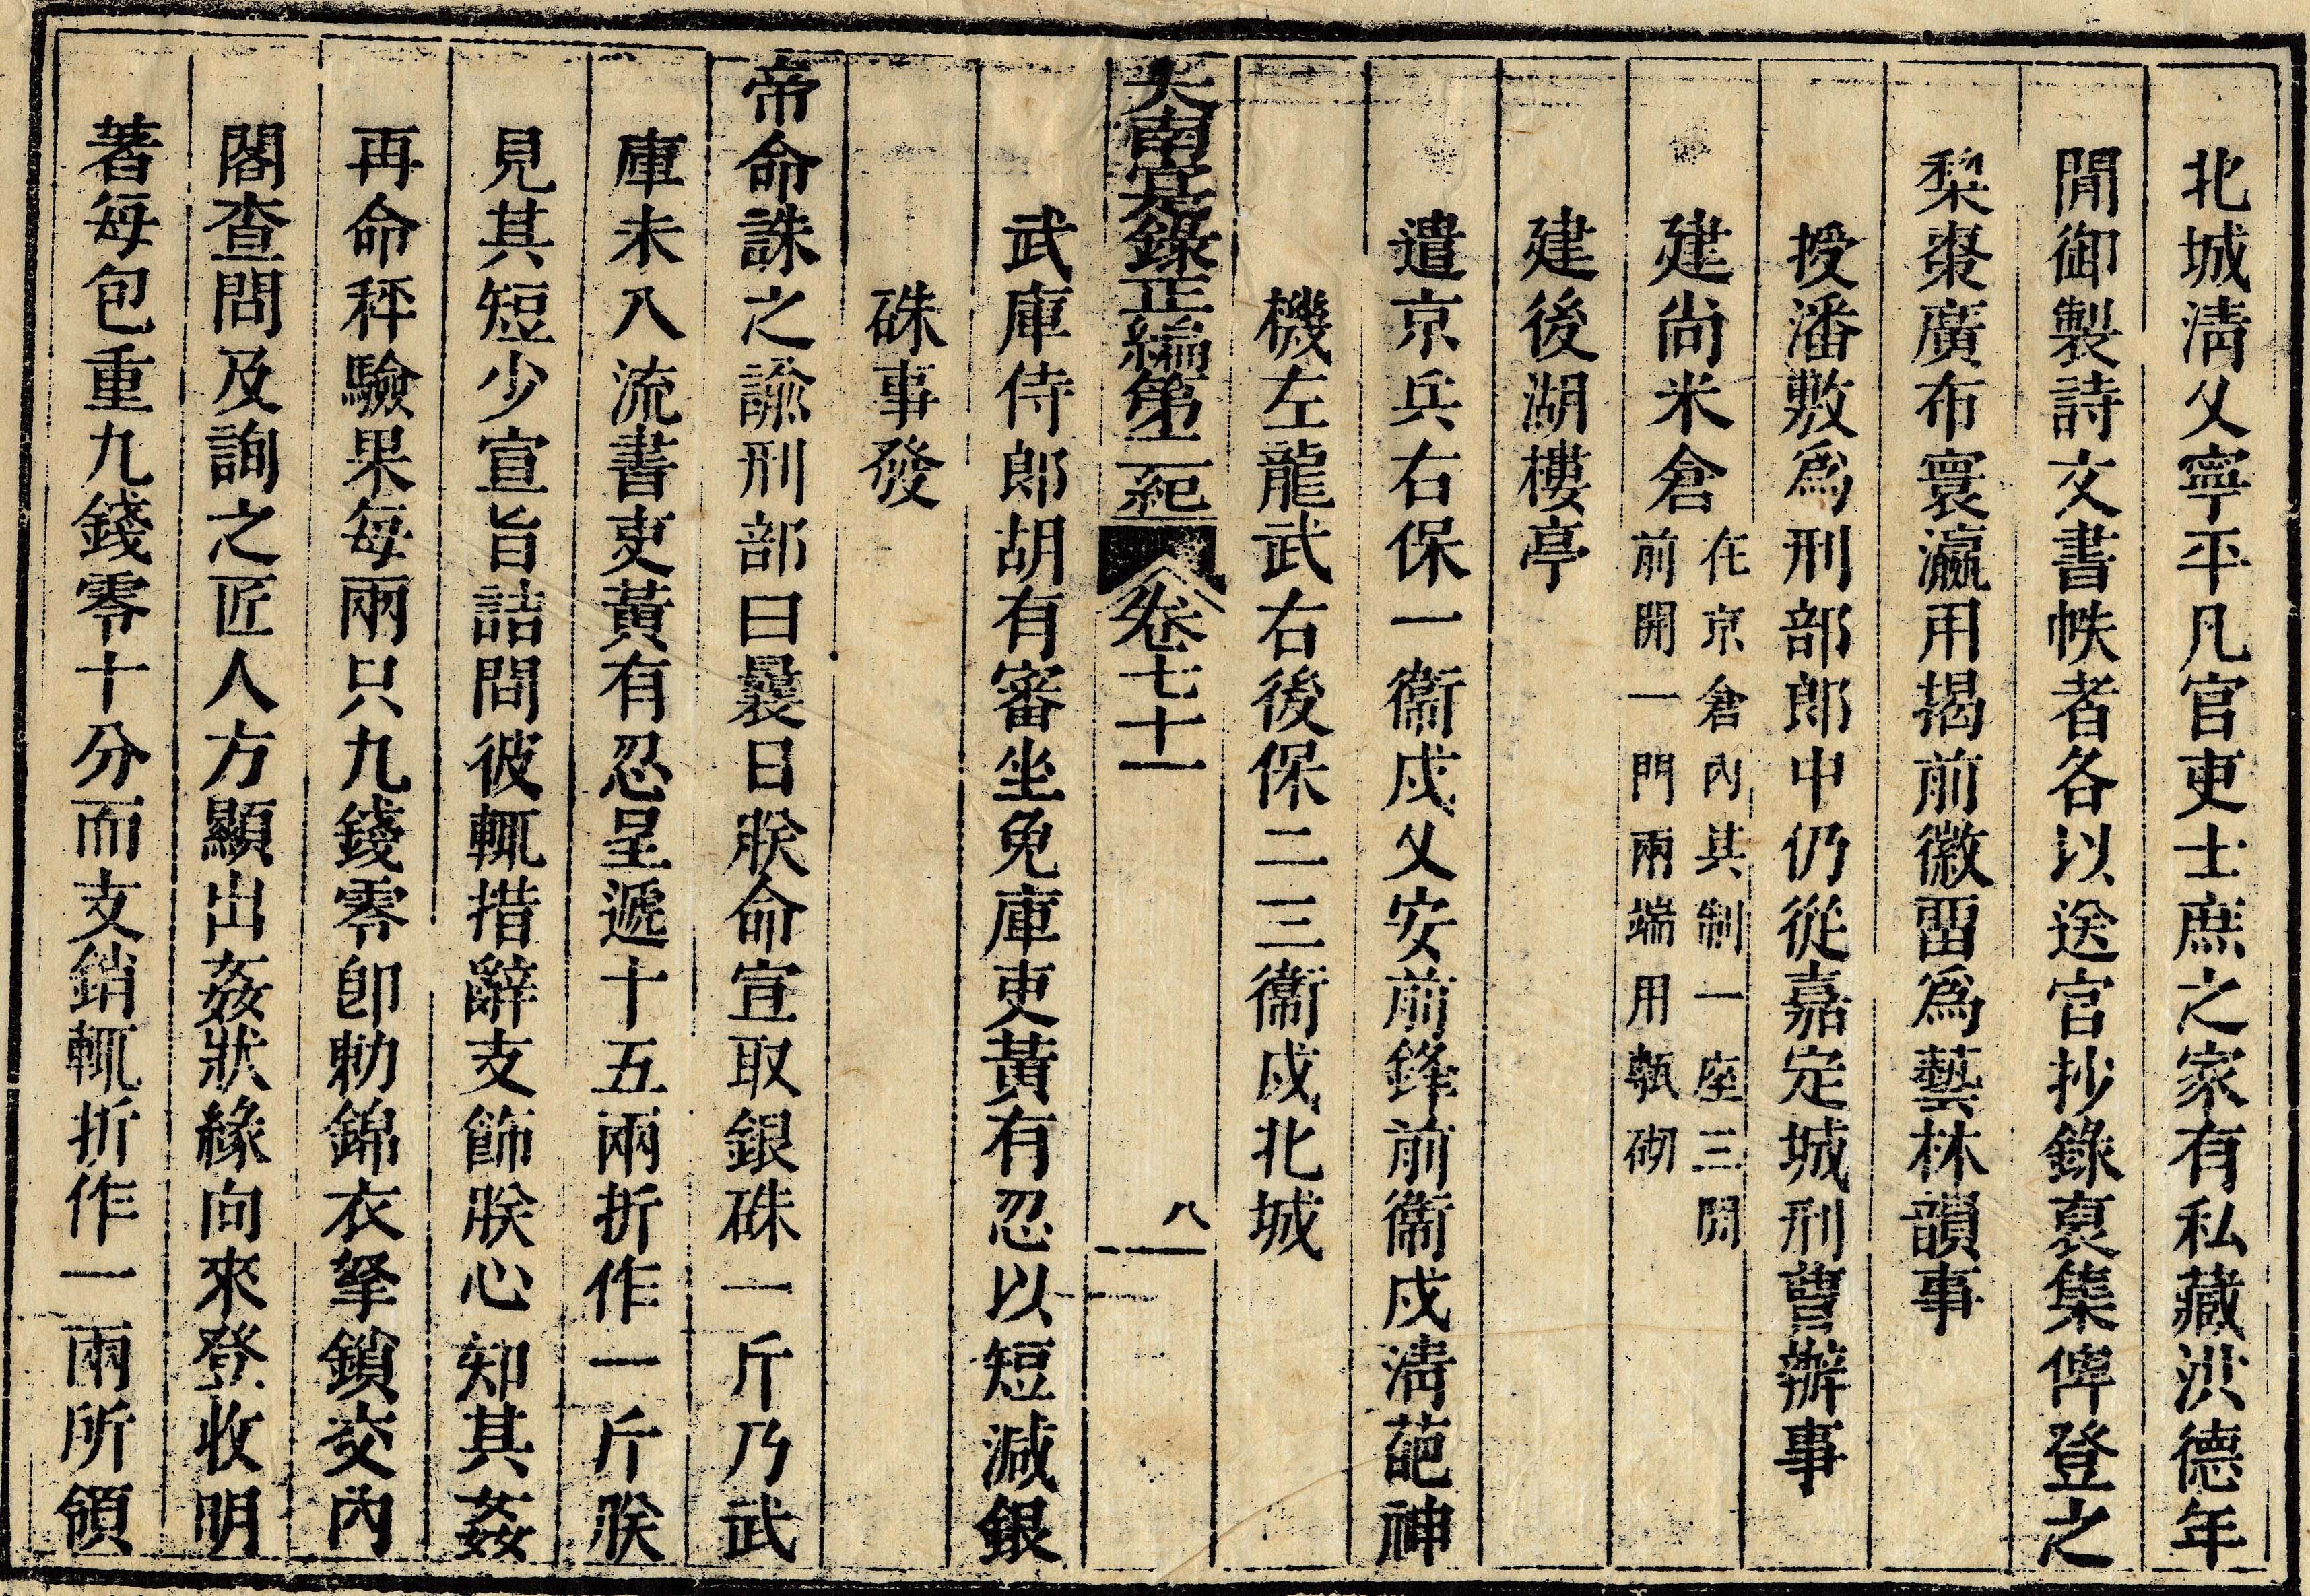 北城淸乂寧平凡官吏士庶之家有私藏洪德年
閒御製詩文書帙者各以送官抄錄裒集俾登之
梨棗廣布寰瀛用揭前徽畱爲藝林韻事
授潘敷爲刑部郎中仍從嘉定城刑曹辦事
建尙米倉在京倉內其制一座三間
前開一門兩端用瓴砌
建後湖樓亭
遣京兵右保一衞戍乂安前鋒前衞戍淸葩神
機左龍武右後保二三衞戍北城
大南寔錄正編第二紀 卷七十一 八
武庫侍郎胡有審坐免庫吏黃有忍以短減銀
硃事發
帝命誅之諭刑部曰曩日朕命宣取銀硃一斤乃武
庫未入流書吏黃有忍呈遞十五兩折作一斤朕
見其短少宣旨詰問彼輒措辭支飾朕心知其姦
再命秤驗果每兩只九錢零卽勅錦衣拏鎖交內
閣查問及詢之匠人方顯出姦狀緣向來登收明
著每包重九錢零十分而支銷輒折作一兩所領